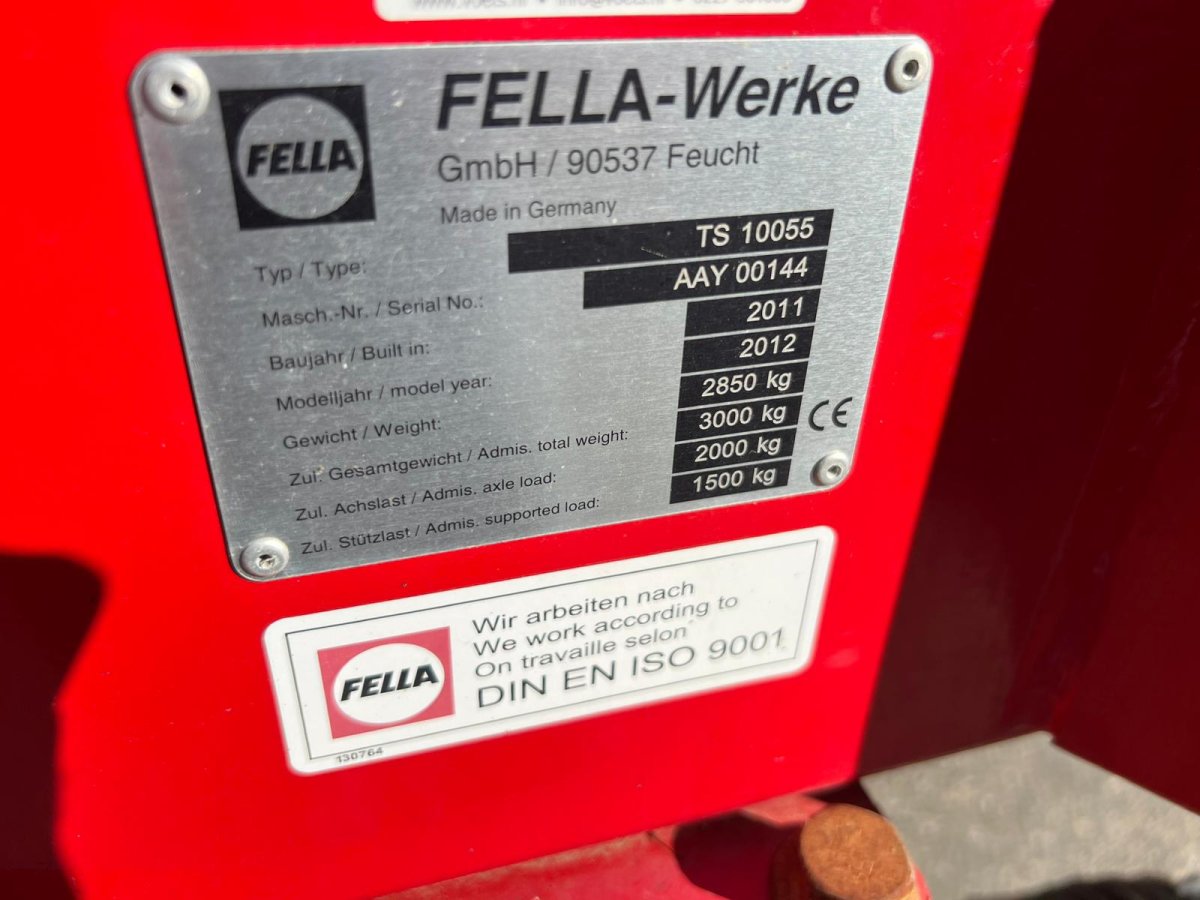 FELLA
FELLA-Werke
GmbH / 90537 Feucht
Made in Germany
Typ / Type: TS 10055
Masch.-Nr. / Serial No.: AAY 00144
Baujahr / Built in: 2011
Modelljahr / model year: 2012
Gewicht / Weight: 2850 kg
Zul. Gesamtgewicht / Admis. total weight: 3000 kg
Zul. Achslast / Admis. axle load: 2000 kg
Zul. Stützlast / Admis. supported load: 1500 kg
CE
FELLA
Wir arbeiten nach
We work according to
On travaille selon
DIN EN ISO 9001
130764